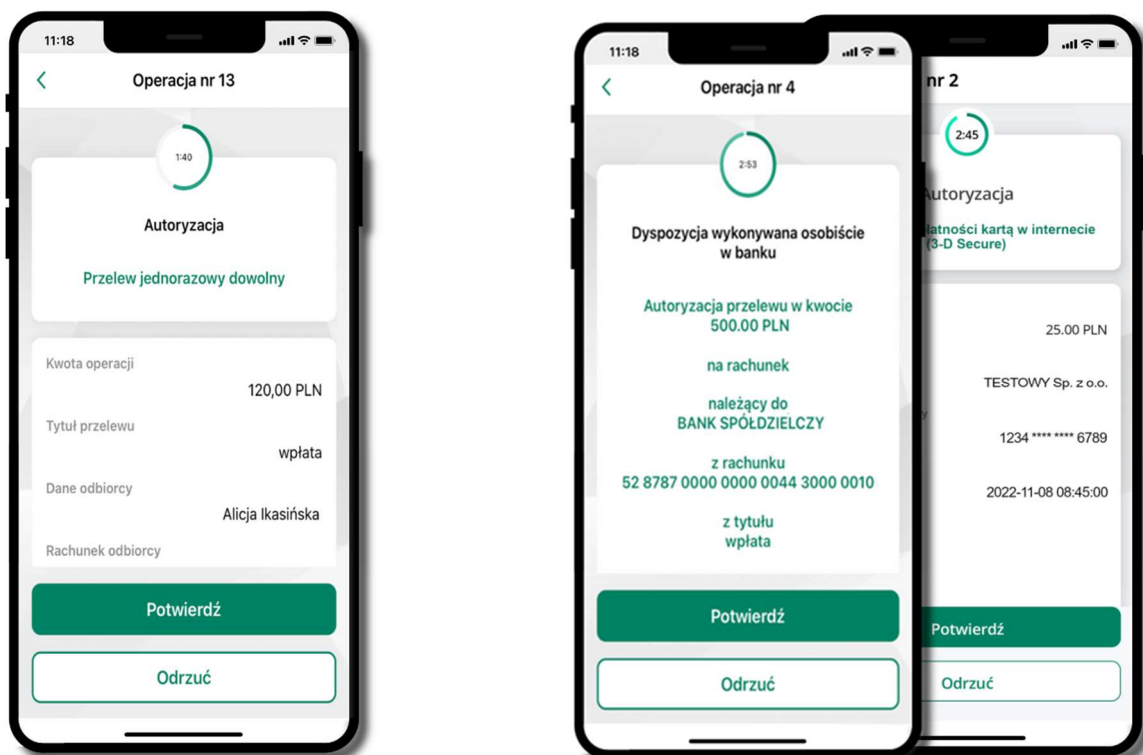 11:18
Operacja nr 13
1:40
Autoryzacja
Przelew jednorazowy dowolny
Kwota operacji
120,00 PLN
Tytuł przelewu
wpłata
Dane odbiorcy
Alicja Ikasińska
Rachunek odbiorcy
Potwierdź
Odrzuć
11:18
Operacja nr 4
2:53
Dyspozycja wykonywana osobiście
w banku
Autoryzacja przelewu w kwocie
500.00 PLN
na rachunek
należący do
BANK SPÓŁDZIELCZY
z rachunku
52 8787 0000 0000 0044 3000 0010
z tytułu
wpłata
Potwierdź
Odrzuć
nr 2
2:45
utoryzacja
łatności kartą w internecie
(3-D Secure)
25.00 PLN
TESTOWY Sp. z o.o.
1234 **** **** 6789
2022-11-08 08:45:00
Potwierdź
Odrzuć